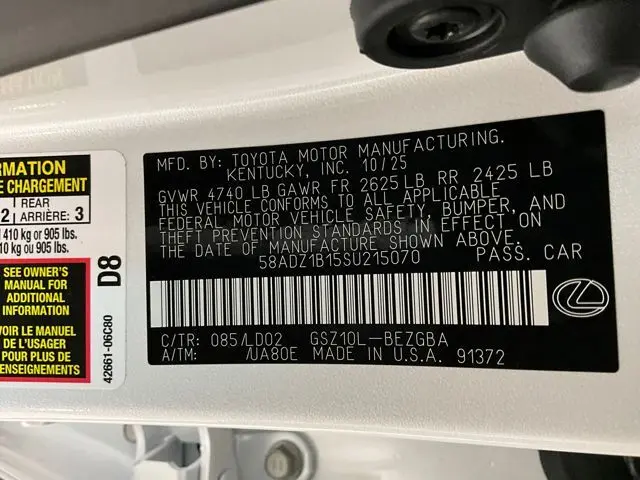 RMATION
E CHARGEMENT
REAR
2 ARRIÈRE: 3
410 kg or 905 lbs.
10 kg ou 905 lbs.
SEE OWNER'S
MANUAL FOR
ADDITIONAL
INFORMATION
VOIR LE MANUEL
DE L'USAGER
POUR PLUS DE
RENSEIGNEMENTS
D8
42661-06C80
MFD. BY: TOYOTA MOTOR MANUFACTURING.
KENTUCKY, INC. 10/25
GVWR 4740 LB GAWR FR 2625 LB RR 2425 LB
THIS VEHICLE CONFORMS TO ALL APPLICABLE
FEDERAL MOTOR VEHICLE SAFETY, BUMPER, AND
THEFT PREVENTION STANDARDS IN EFFECT ON
THE DATE OF MANUFACTURE SHOWN ABOVE.
58ADZ1B15SU215070 PASS. CAR
C/TR: 085/LD02 GSZ10L-BEZGBA
A/TM: /UA80E MADE IN U.S.A. 91372